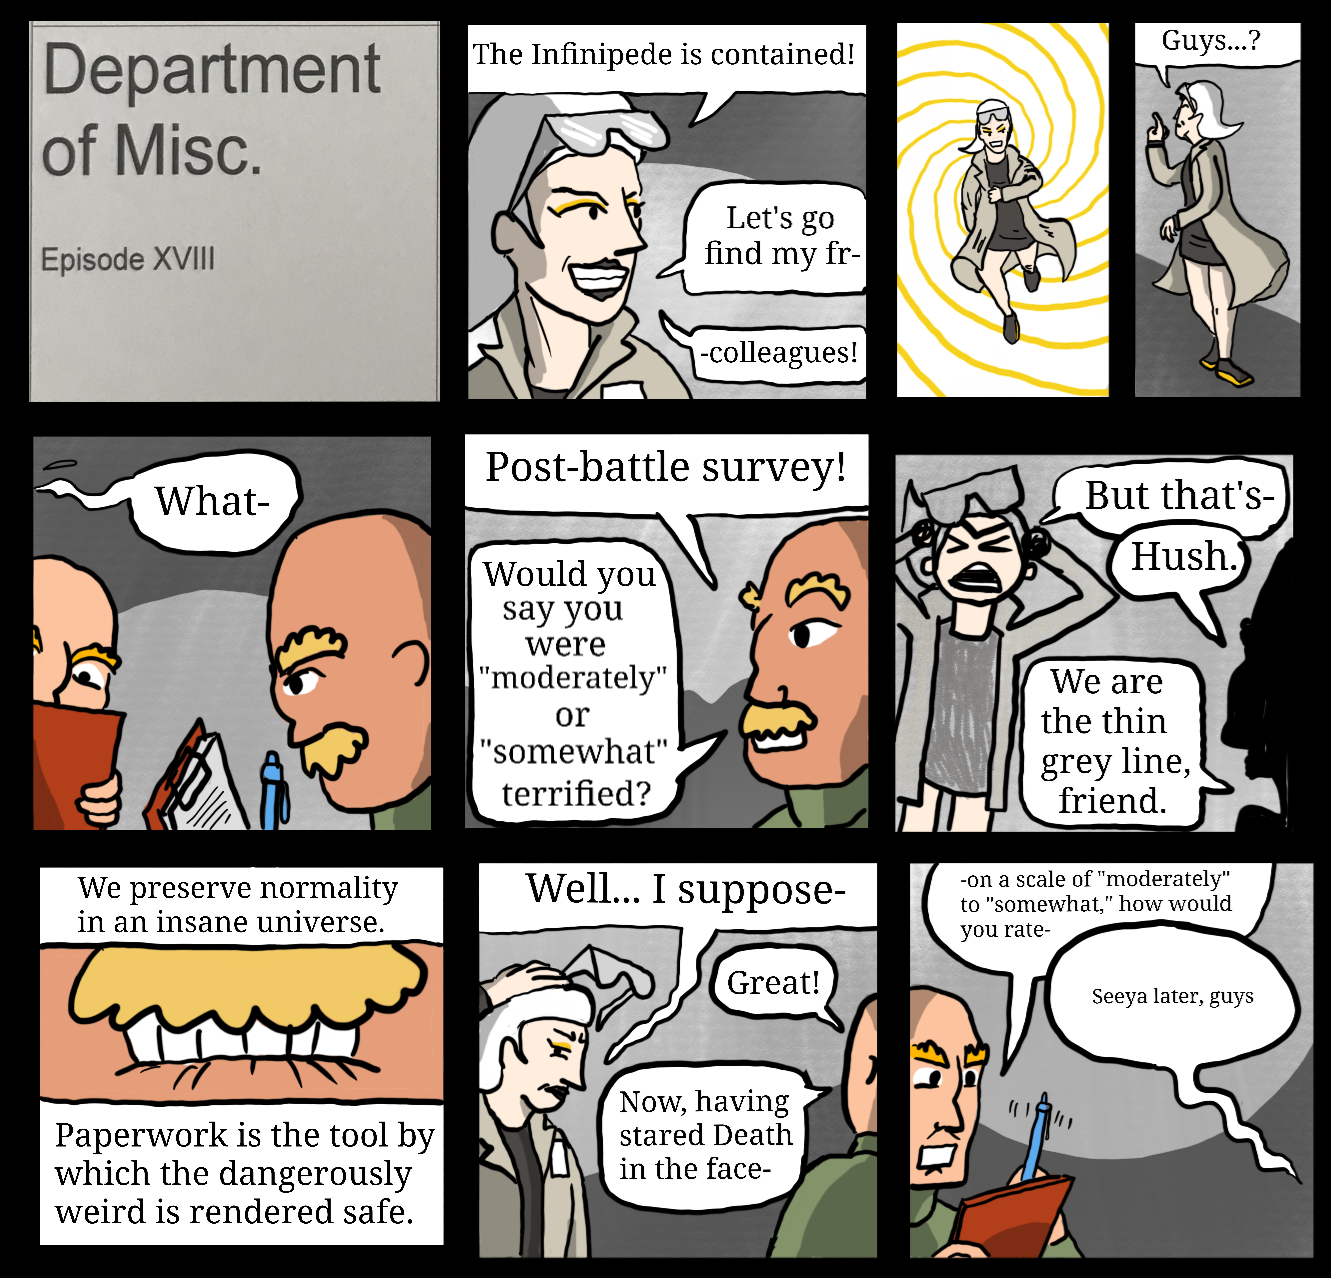 Department
of Misc.
Episode XVIII
The Infinipede is contained!
Let's go
find my fr-
-colleagues!
Guys...?
What-
Post-battle survey!
Would you
say you
were
"moderately"
or
"somewhat"
terrified?
But that's-
Hush.
We are
the thin
grey line,
friend.
We preserve normality
in an insane universe.
Paperwork is the tool by
which the dangerously
weird is rendered safe.
Well... I suppose-
Great!
Now, having
stared Death
in the face-
-on a scale of "moderately"
to "somewhat," how would
you rate-
Seeya later, guys